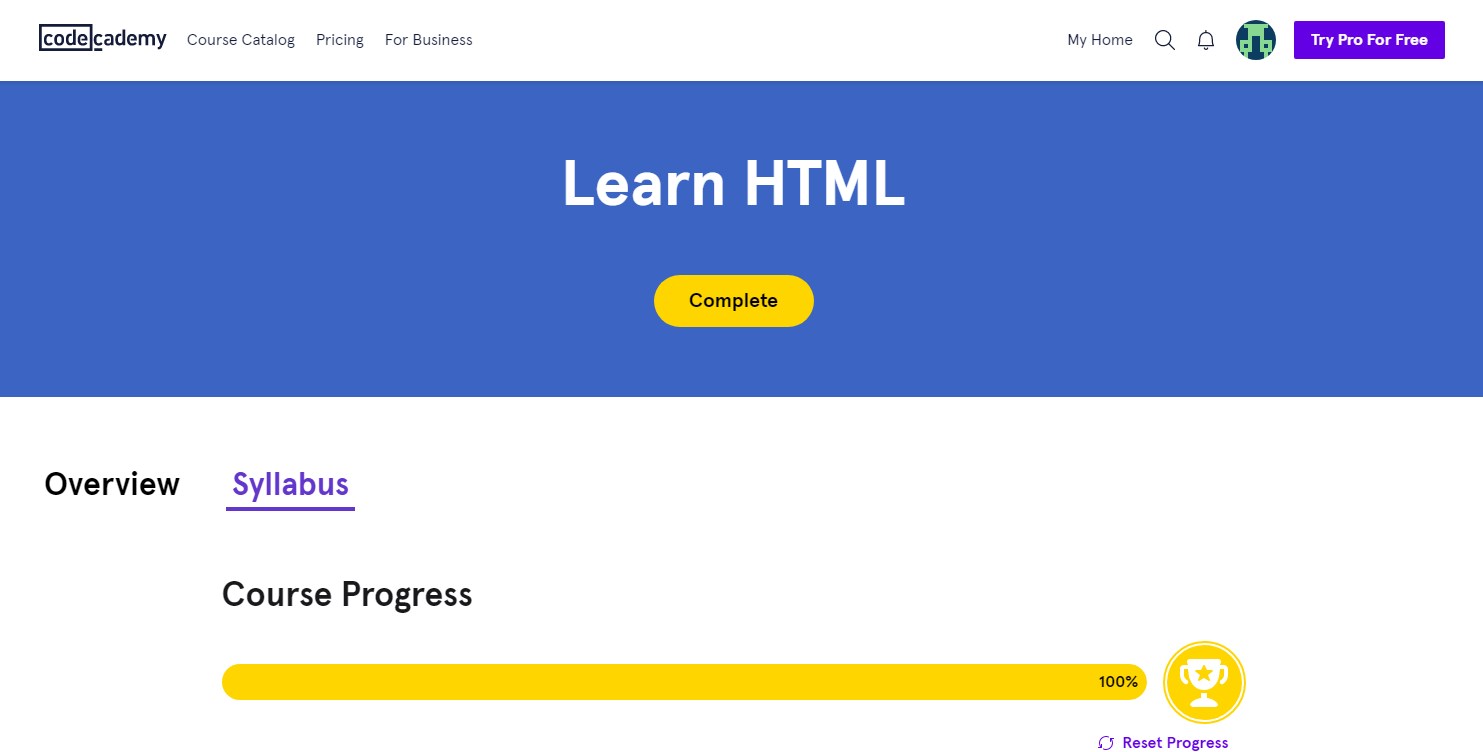 codecademy Course Catalog Pricing For Business My Home Try Pro For Free
Learn HTML
Complete
Overview Syllabus
Course Progress
100%
Reset Progress